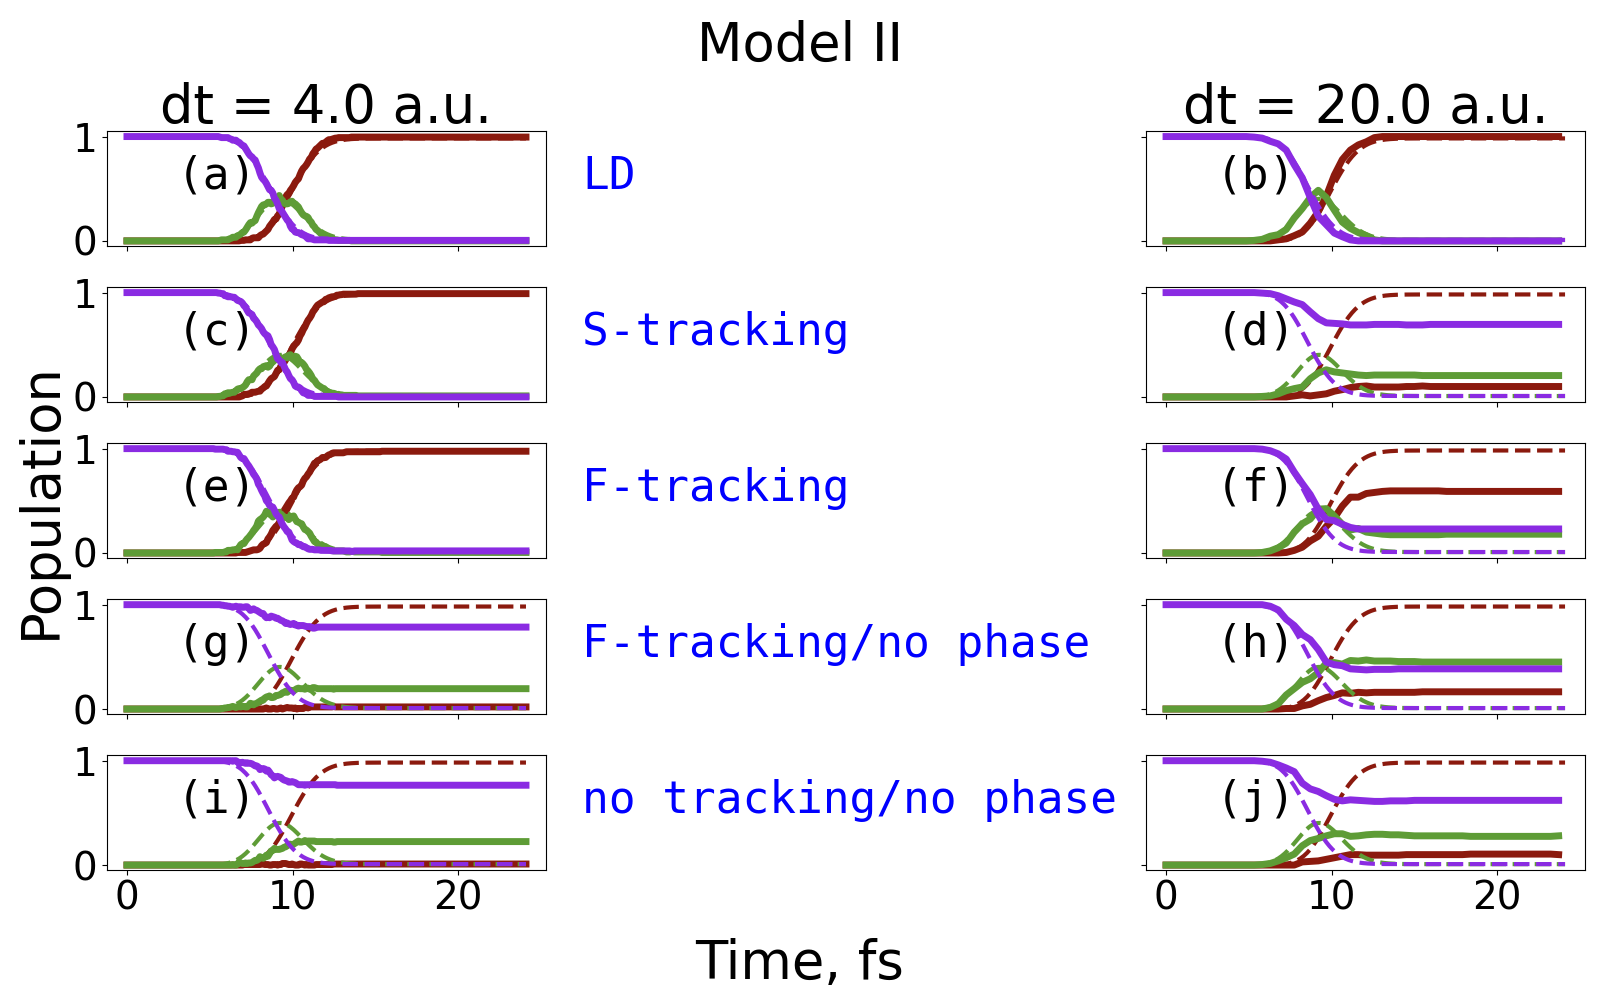 Model II
dt = 4.0 a.u.
dt = 20.0 a.u.
1
0
(a)
LD
(b)
1
0
(c)
S-tracking
(d)
1
0
(e)
F-tracking
(f)
1
0
(g)
F-tracking/no phase
(h)
1
0
(i)
no tracking/no phase
(j)
0 10 20
0 10 20
Population
Time, fs